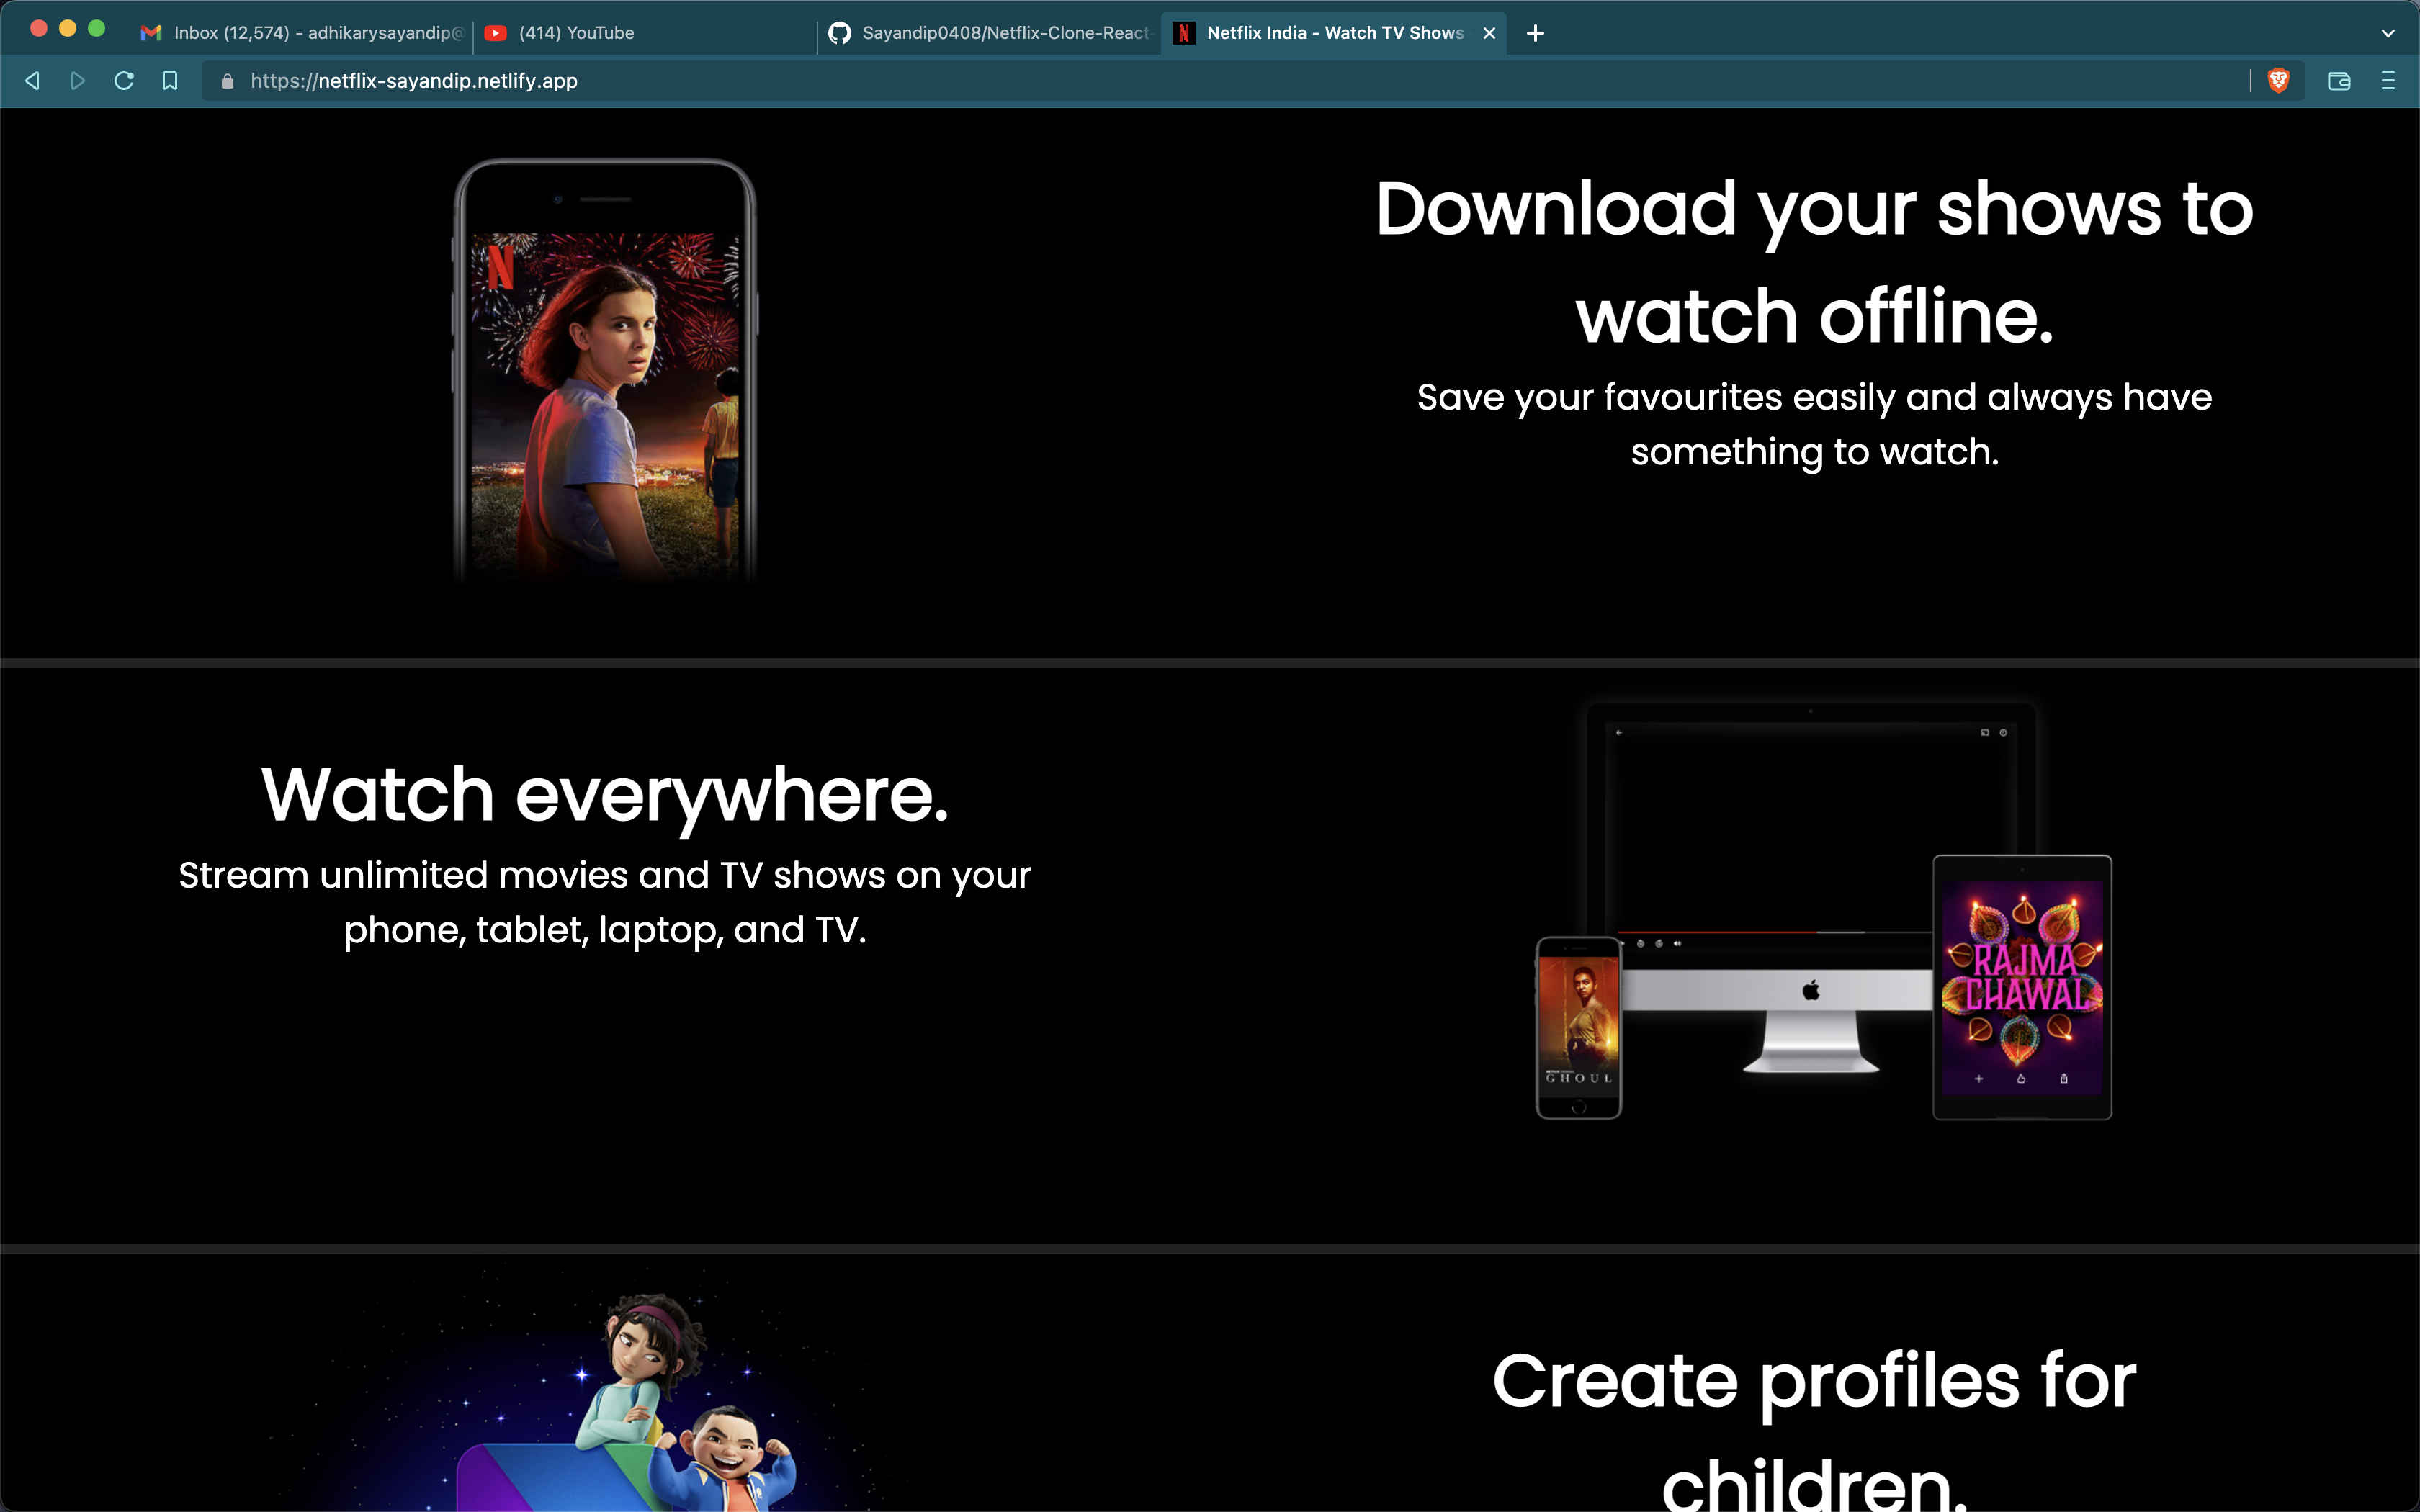 Inbox (12,574) - adhikarysayandip@
(414) YouTube
Sayandip0408/Netflix-Clone-React-
Netflix India - Watch TV Shows
https://netflix-sayandip.netlify.app
N
Download your shows to
watch offline.
Save your favourites easily and always have
something to watch.
Watch everywhere.
Stream unlimited movies and TV shows on your
phone, tablet, laptop, and TV.
RAJMA
CHAWAL
GHOUL
Create profiles for
children.